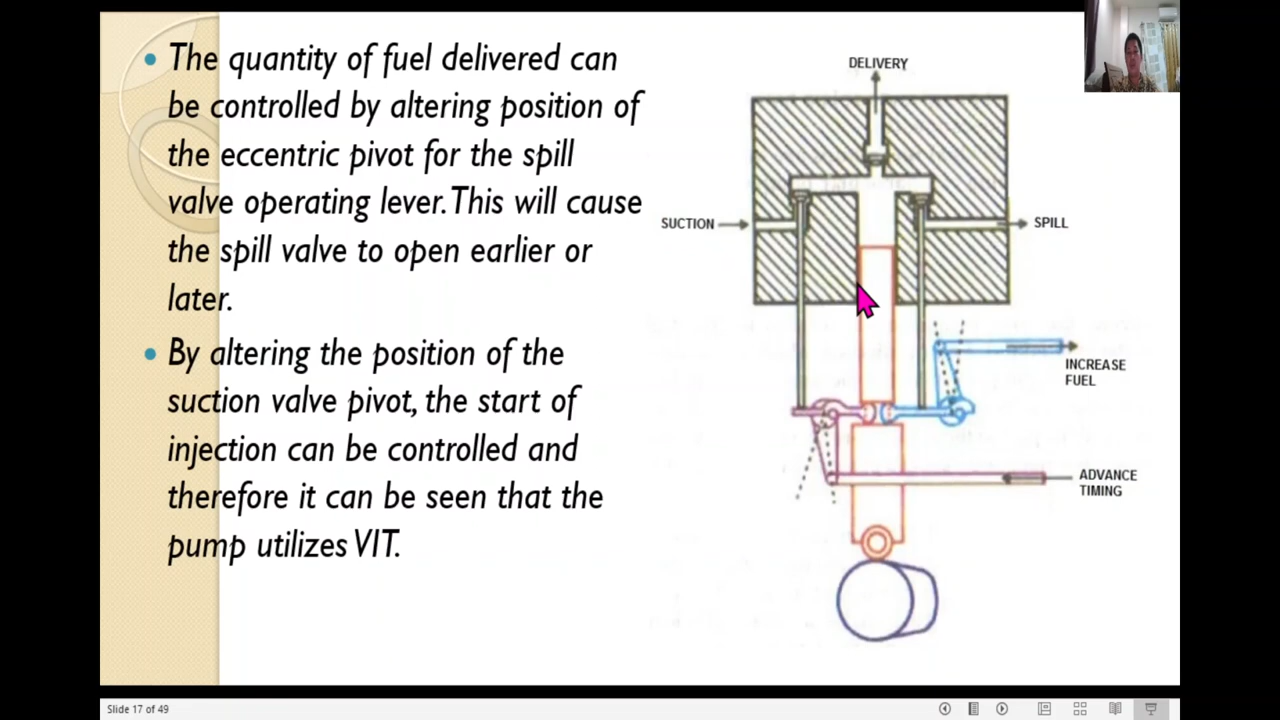 The quantity of fuel delivered can
be controlled by altering position of
the eccentric pivot for the spill
valve operating lever. This will cause
the spill valve to open earlier or
later.
By altering the position of the
suction valve pivot, the start of
injection can be controlled and
therefore it can be seen that the
pump utilizes VIT.
DELIVERY
SUCTION
SPILL
INCREASE
FUEL
ADVANCE
TIMING
Slide 17 of 49